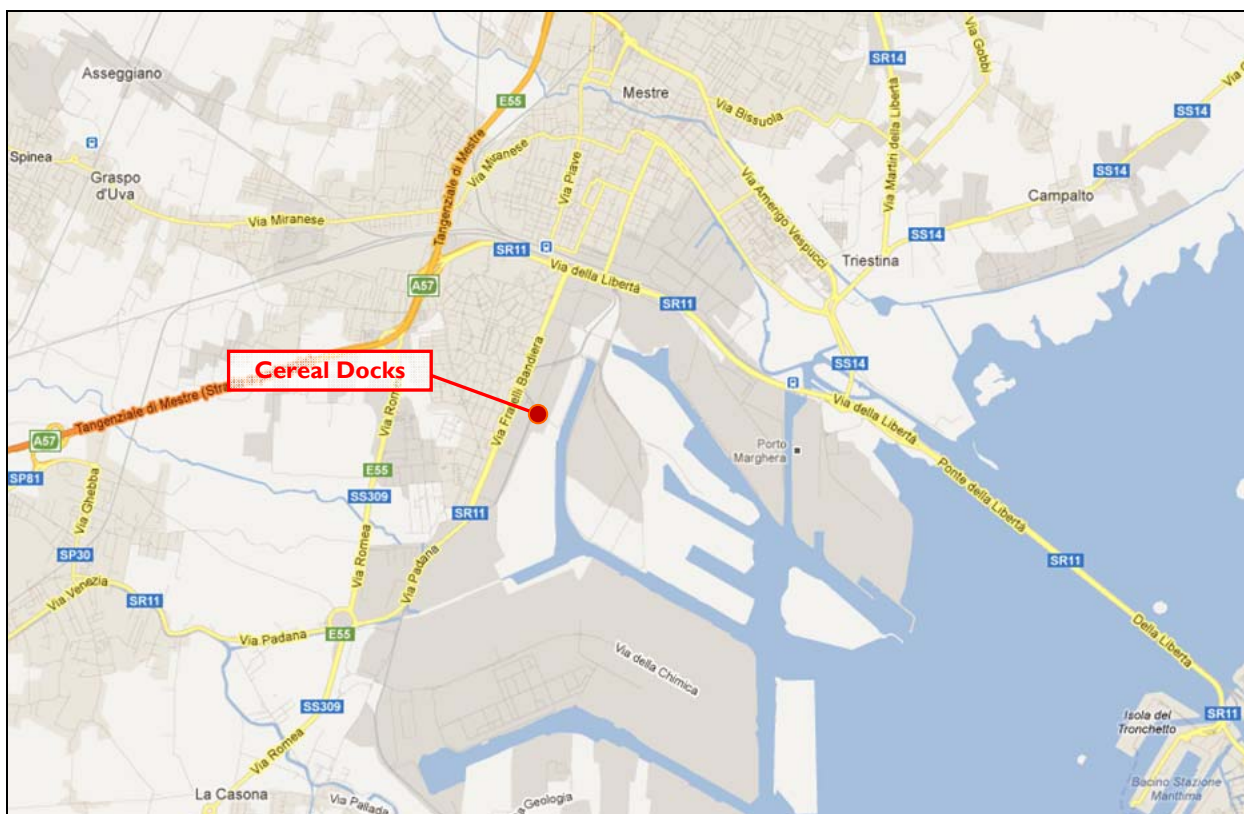 Asseggiano
E55
Mestre
SR14
Via Gobbi
Via Bissuola
Via Martiri della Libertà
SS14
Spinea
Graspo
d'Uva
Via Miranese
Tangenziale di Mestre
Via Piave
SS14
Campalto
Via Miranese
Via Amerigo Vespucci
SS14
Triestina
SR11
Via della Libertà
A57
SR11
SS14
Cereal Docks
Via Fratelli Bandiera
Via della Libertà
Tangenziale di Mestre
A57
SP81
Via Ghebba
E55
SS309
SR11
Porto
Marghera
Ponte della Libertà
SP30
Via Venezia
SR11
Via Romea
Via Padana
SR11
Via Padana
E55
Della Libertà
Via della Chimica
SS309
Via Romea
Isola del
Tronchetto
SR11
La Casona
Via Pallada
Geologia
Bacino Stazione
Marittima